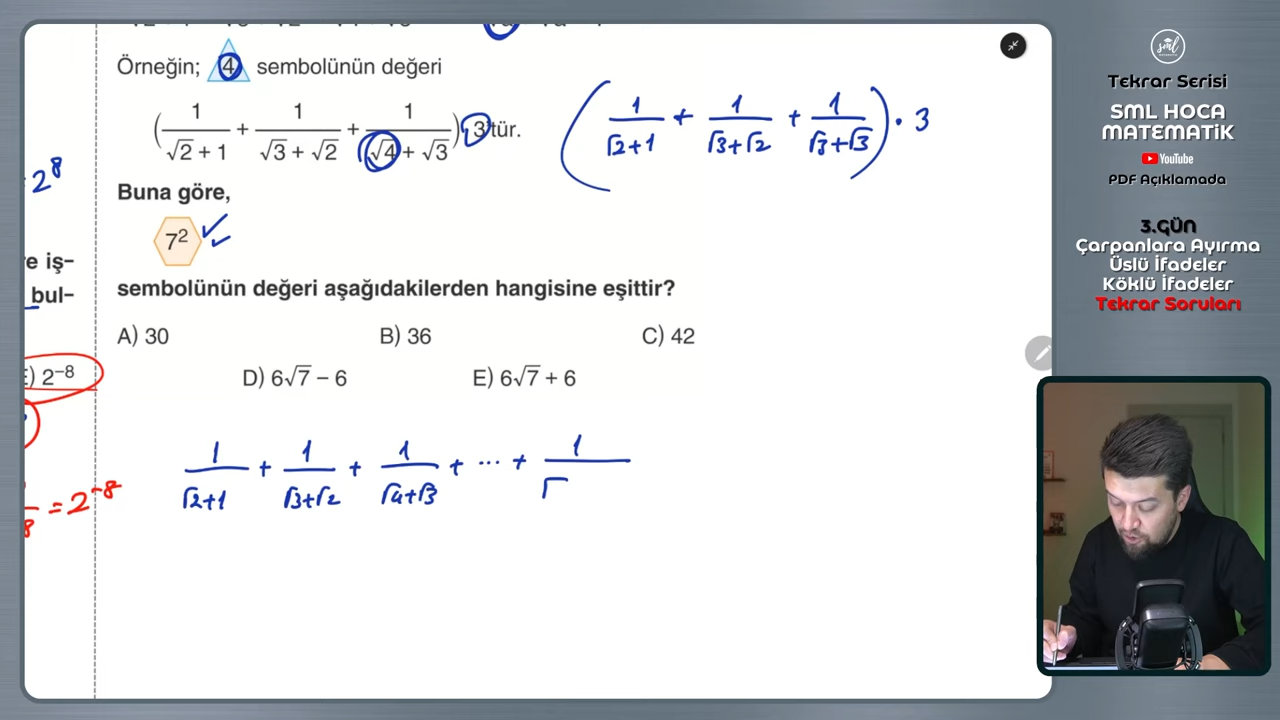 Örneğin; 4 sembolünün değeri
(1/(√2 + 1) + 1/(√3 + √2) + 1/(√4 + √3)) 3'tür.
(1/(√2+1) + 1/(√3+√2) + 1/(√3+√3)) · 3
2⁸
Buna göre,
7²
re iş–
bul–
sembolünün değeri aşağıdakilerden hangisine eşittir?
A) 30 B) 36 C) 42
D) 6√7 – 6 E) 6√7 + 6
) 2⁻⁸
= 2⁻⁸
1/(√2+1) + 1/(√3+√2) + 1/(√4+√3) + ... + 1/√
sml
Tekrar Serisi
SML HOCA
MATEMATİK
YouTube
PDF Açıklamada
3.GÜN
Çarpanlara Ayırma
Üslü İfadeler
Köklü İfadeler
Tekrar Soruları